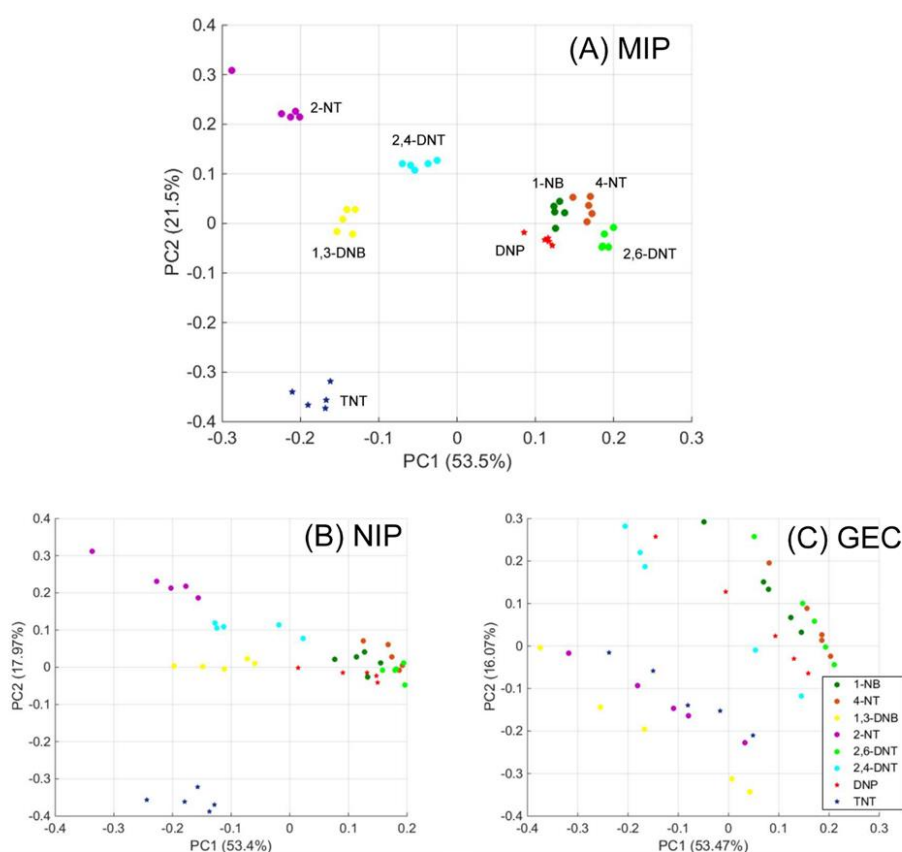 (A) MIP
0.4
0.3
0.2
0.1
0
-0.1
-0.2
-0.3
-0.4
PC2 (21.5%)
2-NT
2,4-DNT
1-NB
4-NT
1,3-DNB
DNP
2,6-DNT
TNT
-0.3 -0.2 -0.1 0 0.1 0.2 0.3
PC1 (53.5%)
(B) NIP
0.4
0.3
0.2
0.1
0
-0.1
-0.2
-0.3
-0.4
PC2 (17.97%)
-0.4 -0.3 -0.2 -0.1 0 0.1 0.2
PC1 (53.4%)
(C) GEC
0.3
0.2
0.1
0
-0.1
-0.2
-0.3
-0.4
PC2 (16.07%)
1-NB
4-NT
1,3-DNB
2-NT
2,6-DNT
2,4-DNT
DNP
TNT
-0.4 -0.3 -0.2 -0.1 0 0.1 0.2 0.3 0.4
PC1 (53.47%)